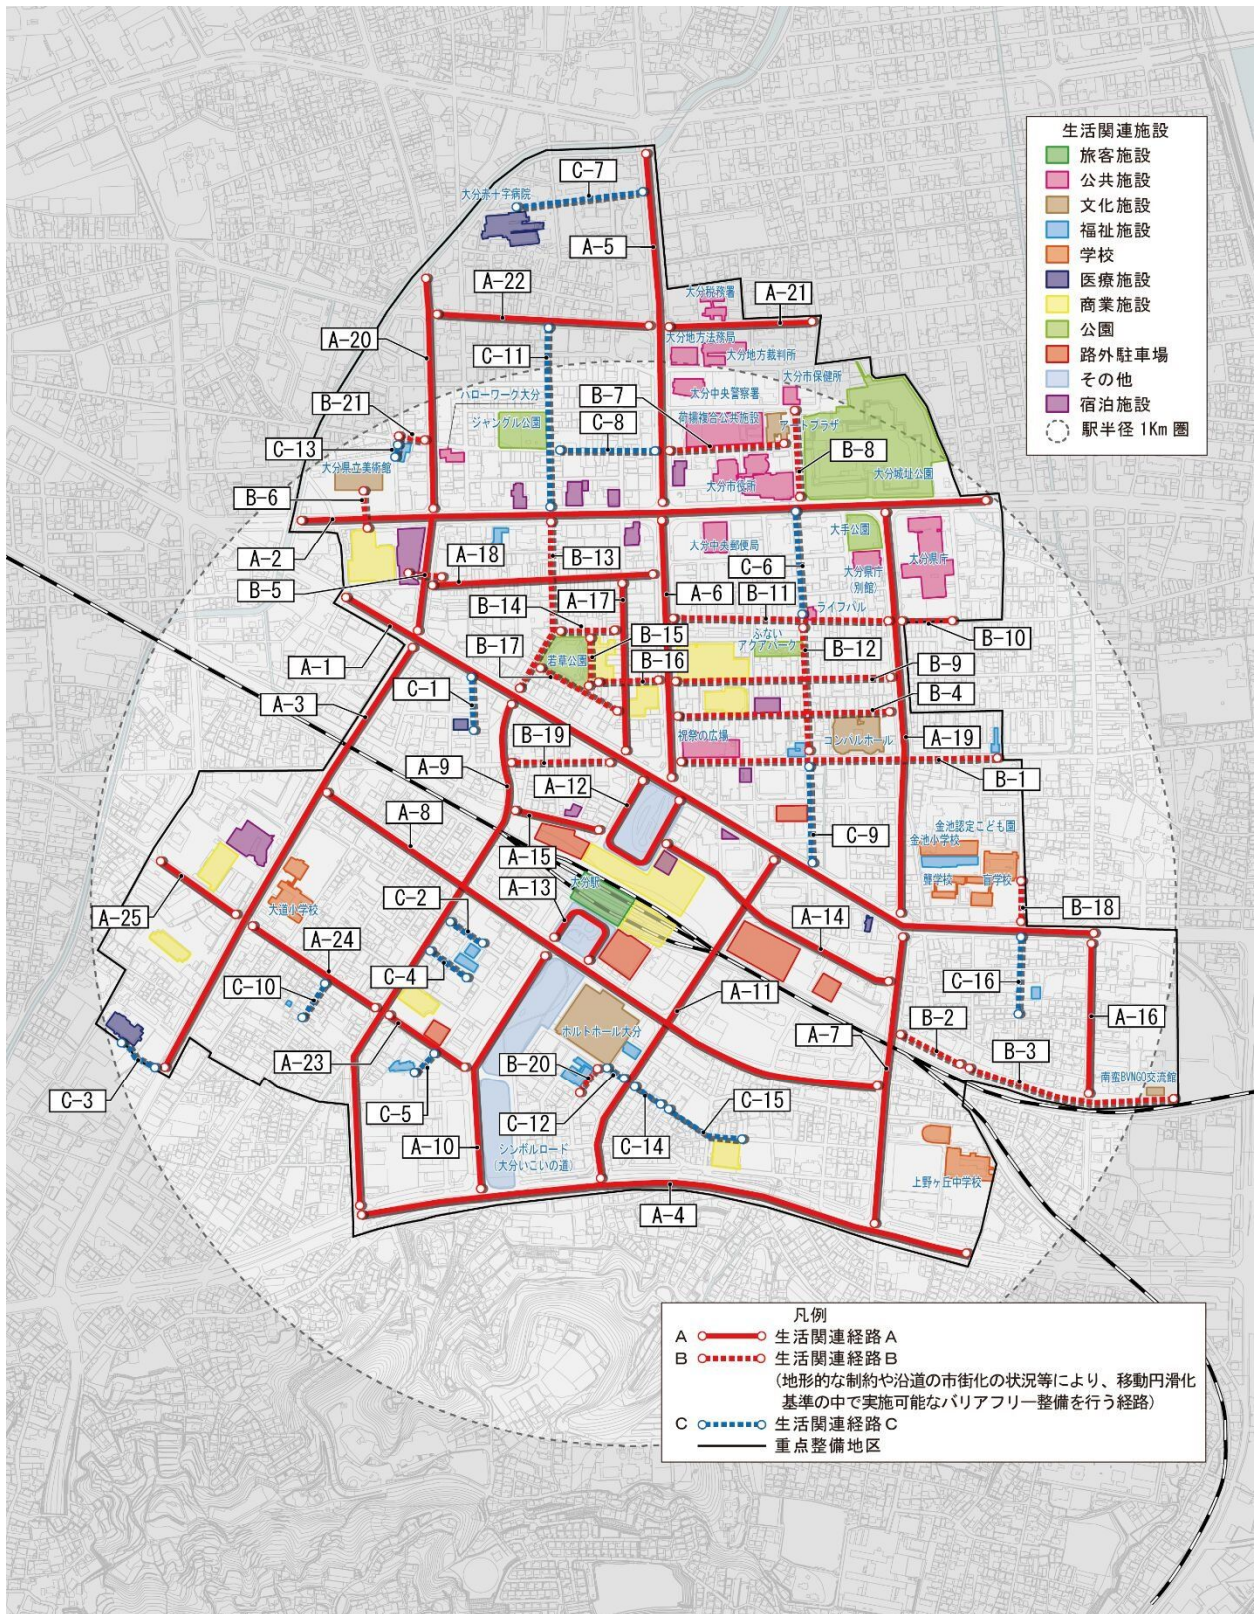 生活関連施設
旅客施設
公共施設
文化施設
福祉施設
学校
医療施設
商業施設
公園
路外駐車場
その他
宿泊施設
駅半径1Km圏
C-7
大分赤十字病院
A-5
A-22
大分税務署
A-21
A-20
C-11
大分地方法務局
大分地方裁判所
大分市保健所
B-21
ハローワーク大分
B-7
大分中央警察署
C-13
ジャングル公園
C-8
荷揚複合公共施設
アートプラザ
大分県立美術館
B-8
大分城址公園
B-6
大分市役所
A-2
A-18
B-13
大分中央郵便局
大手公園
大分県庁
C-6
大分県庁
(別館)
B-5
A-17
A-6
B-11
ライフパル
B-14
B-15
ふない
アクアパーク
B-10
A-1
B-17
若草公園
B-16
B-12
B-9
A-3
C-1
B-4
B-19
祝祭の広場
コンパルホール
A-19
A-9
A-12
B-1
A-8
C-9
金池認定こども園
金池小学校
A-15
大分駅
聾学校
盲学校
A-25
大道小学校
C-2
A-13
A-14
B-18
A-24
C-4
C-10
A-11
C-16
ホルトホール大分
A-7
B-2
A-16
A-23
B-20
B-3
南蛮BVNGO交流館
C-3
C-5
C-12
C-15
A-10
C-14
シンボルロード
(大分いこいの道)
上野ヶ丘中学校
A-4
凡例
A 生活関連経路A
B 生活関連経路B
(地形的な制約や沿道の市街化の状況等により、移動円滑化
基準の中で実施可能なバリアフリー整備を行う経路)
C 生活関連経路C
重点整備地区